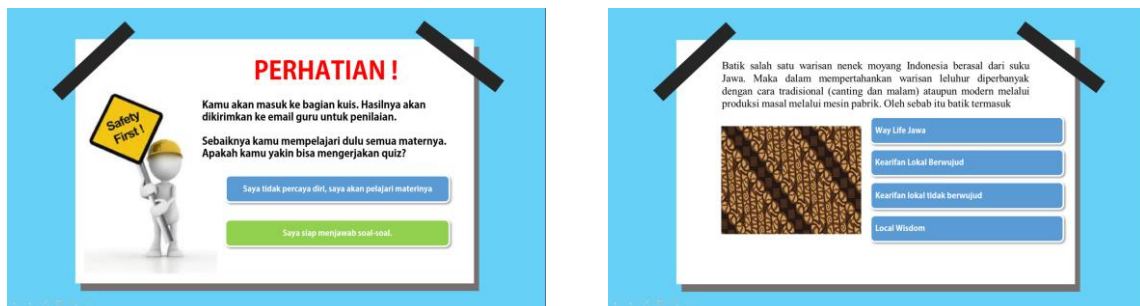 PERHATIAN !
Kamu akan masuk ke bagian kuis. Hasilnya akan
dikirimkan ke email guru untuk penilaian.
Sebaiknya kamu mempelajari dulu semua maternya.
Apakah kamu yakin bisa mengerjakan quiz?
Safety
First !
Saya tidak percaya diri, saya akan pelajari materinya
Saya siap menjawab soal-soal.
Batik salah satu warisan nenek moyang Indonesia berasal dari suku
Jawa. Maka dalam mempertahankan warisan leluhur diperbanyak
dengan cara tradisional (canting dan malam) ataupun modern melalui
produksi masal melalui mesin pabrik. Oleh sebab itu batik termasuk
Way Life Jawa
Kearifan Lokal Berwujud
Kearifan lokal tidak berwujud
Local Wisdom